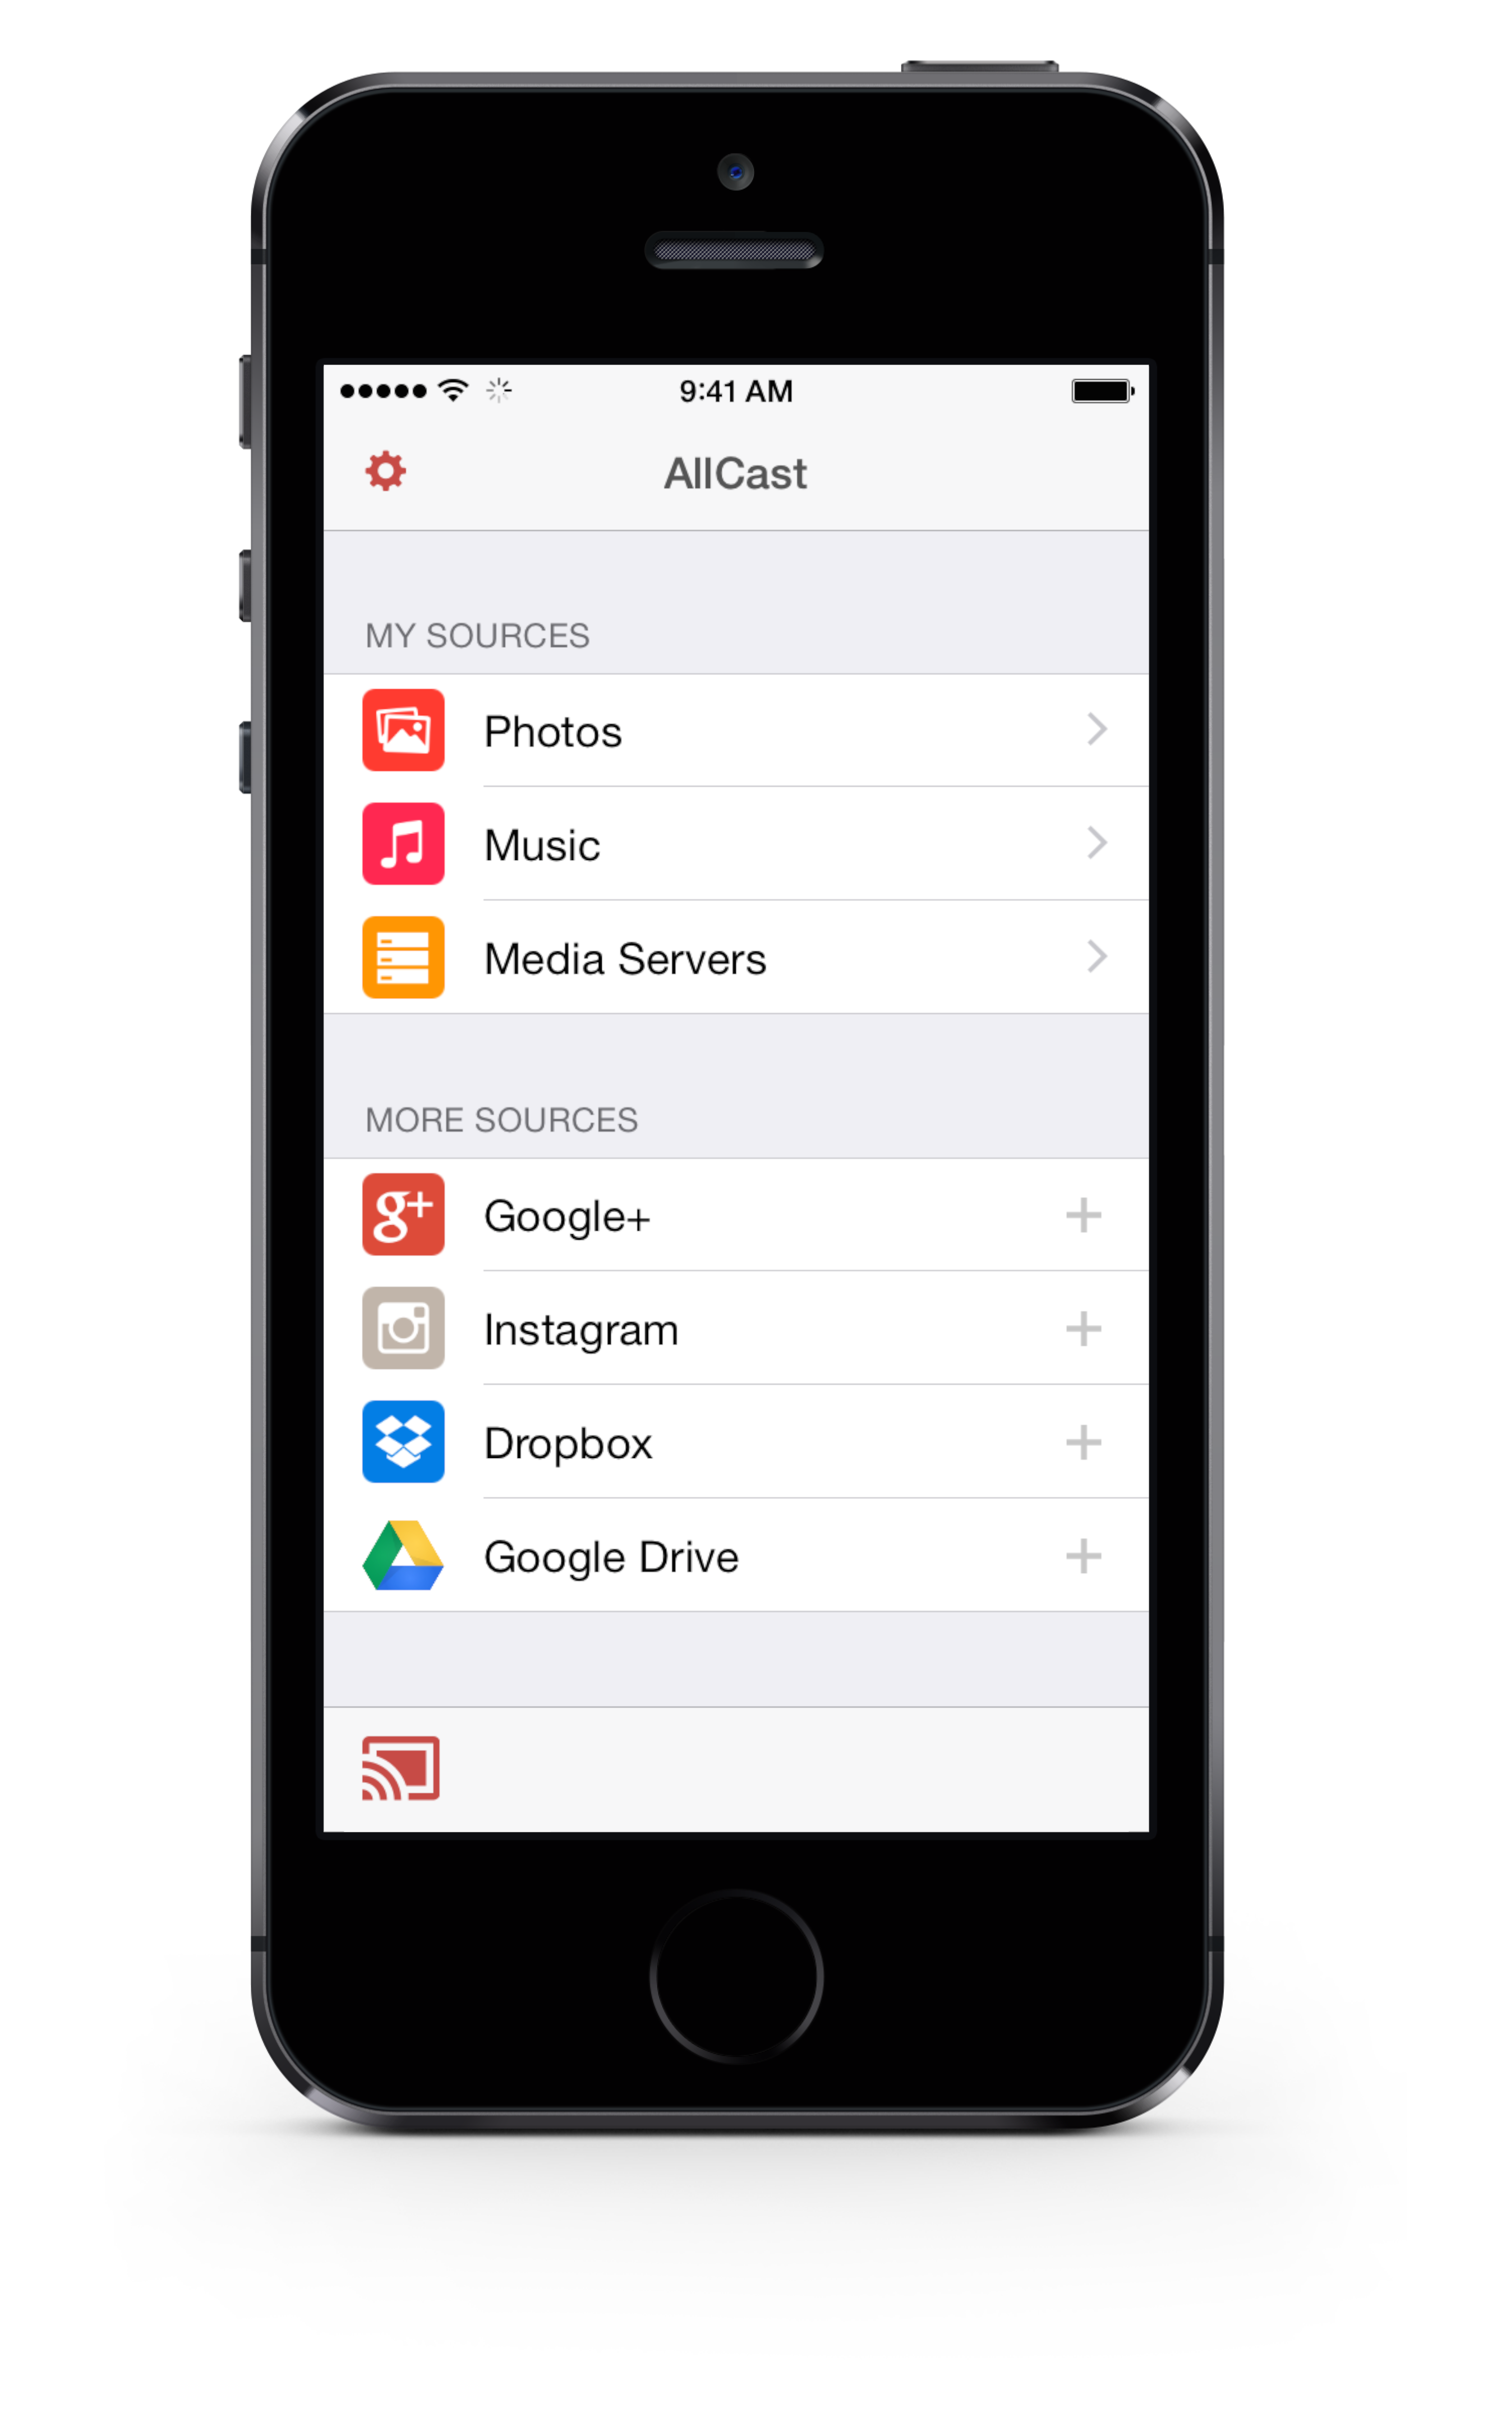 9:41 AM
AllCast
MY SOURCES
Photos
Music
Media Servers
MORE SOURCES
g+ Google+
Instagram
Dropbox
Google Drive